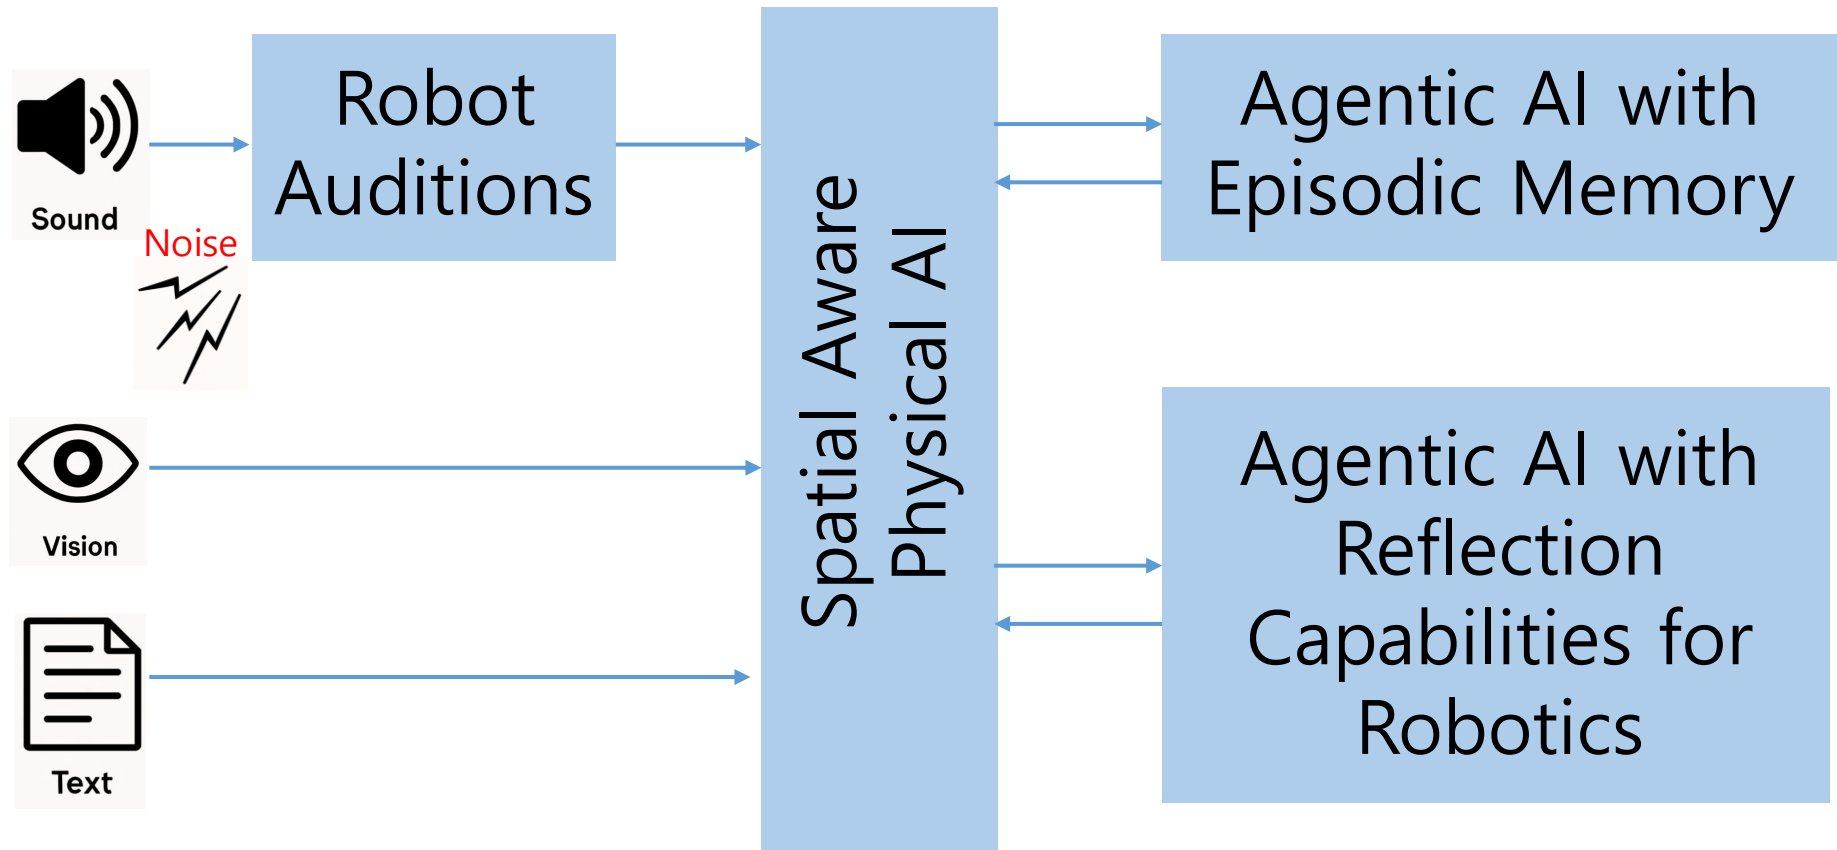 Sound
Noise
Robot
Auditions
Vision
Text
Spatial Aware
Physical AI
Agentic AI with
Episodic Memory
Agentic AI with
Reflection
Capabilities for
Robotics